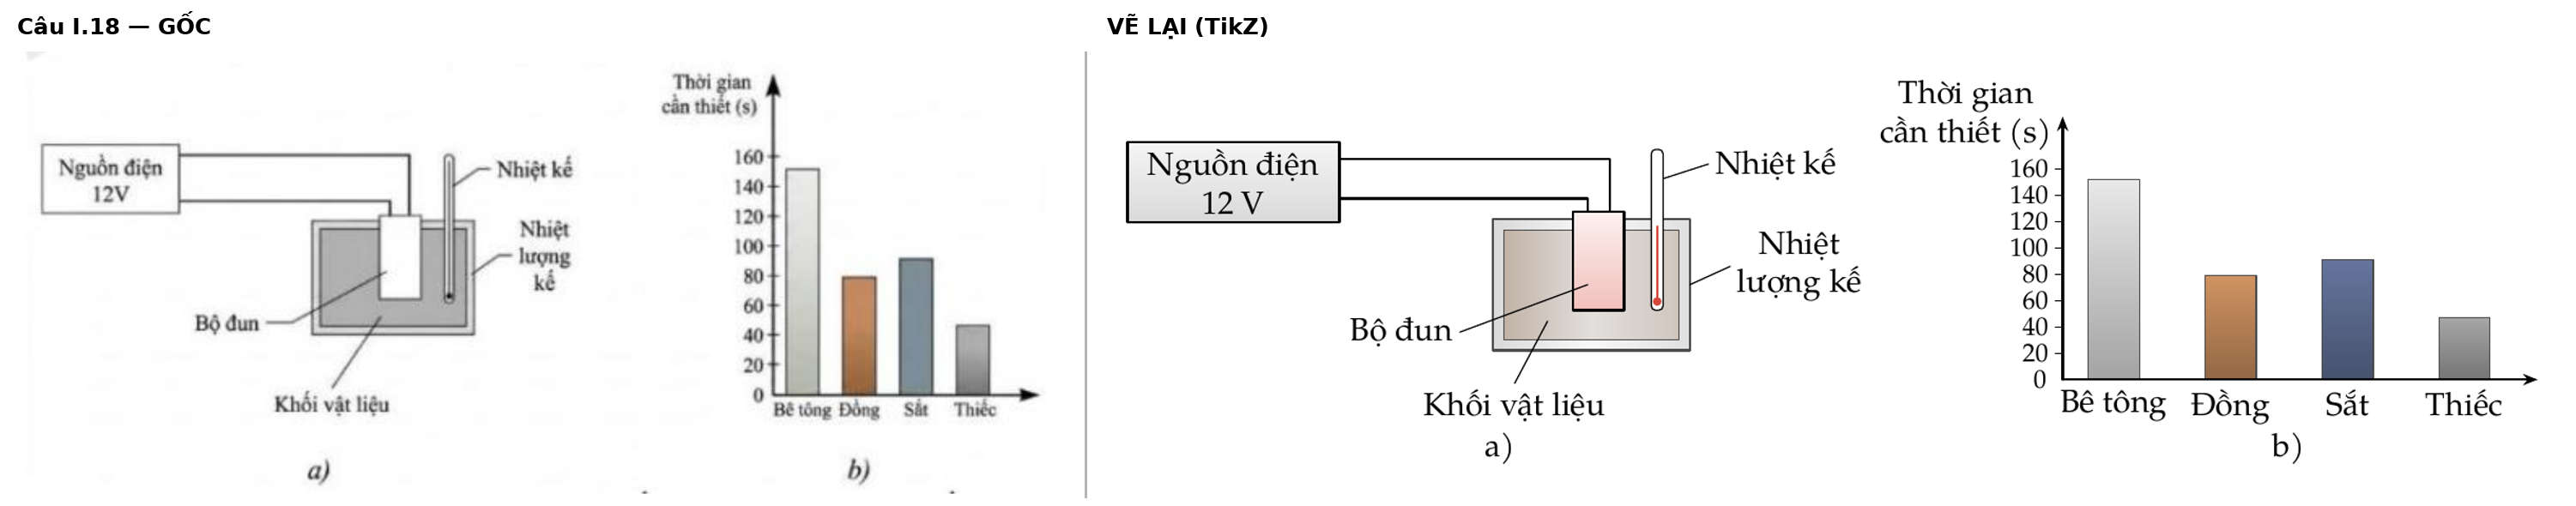 Câu I.18 — GỐC
Nguồn điện
12V
Nhiệt kế
Nhiệt
lượng
kế
Bộ đun
Khối vật liệu
a)
Thời gian
cần thiết (s)
160
140
120
100
80
60
40
20
0
Bê tông Đồng Sắt Thiếc
b)
VẼ LẠI (TikZ)
Nguồn điện
12 V
Nhiệt kế
Nhiệt
lượng kế
Bộ đun
Khối vật liệu
a)
Thời gian
cần thiết (s)
160
140
120
100
80
60
40
20
0
Bê tông Đồng Sắt Thiếc
b)